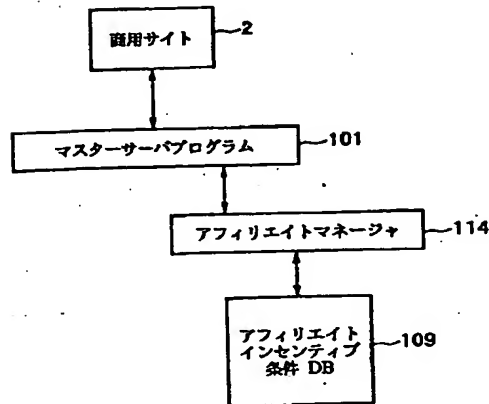 商用サイト
2
マスターサーバプログラム
101
アフィリエイトマネージャ
114
アフィリエイト
インセンティブ
条件 DB
109